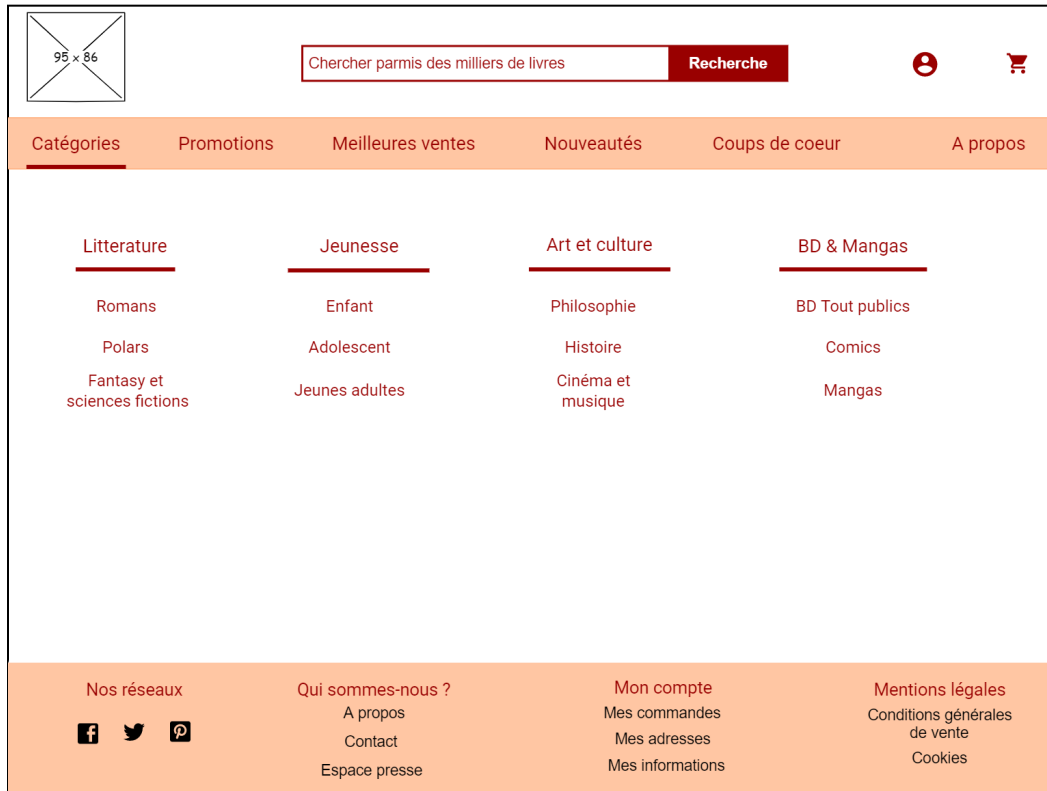 95 x 86
Chercher parmis des milliers de livres
Recherche
Catégories
Promotions
Meilleures ventes
Nouveautés
Coups de coeur
A propos
Litterature
Romans
Polars
Fantasy et
sciences fictions
Jeunesse
Enfant
Adolescent
Jeunes adultes
Art et culture
Philosophie
Histoire
Cinéma et
musique
BD & Mangas
BD Tout publics
Comics
Mangas
Nos réseaux
Qui sommes-nous ?
A propos
Contact
Espace presse
Mon compte
Mes commandes
Mes adresses
Mes informations
Mentions légales
Conditions générales
de vente
Cookies